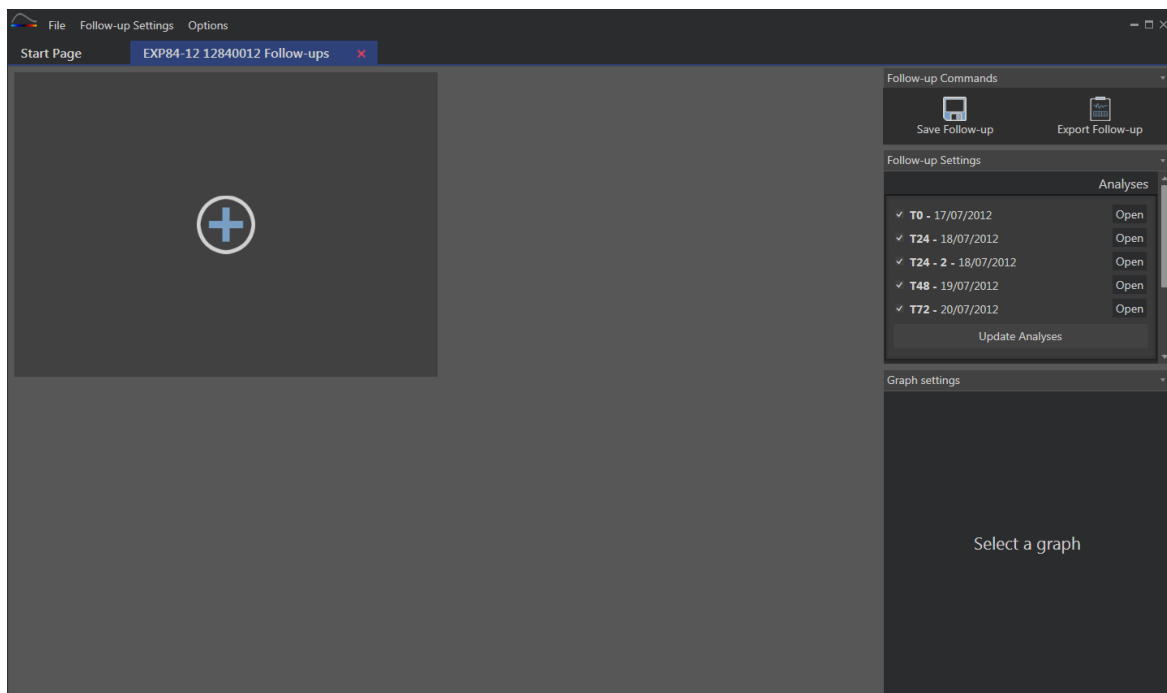 File Follow-up Settings Options
Start Page EXP84-12 12840012 Follow-ups
Follow-up Commands
Save Follow-up Export Follow-up
Follow-up Settings
Analyses
T0 - 17/07/2012 Open
T24 - 18/07/2012 Open
T24 - 2 - 18/07/2012 Open
T48 - 19/07/2012 Open
T72 - 20/07/2012 Open
Update Analyses
Graph settings
Select a graph